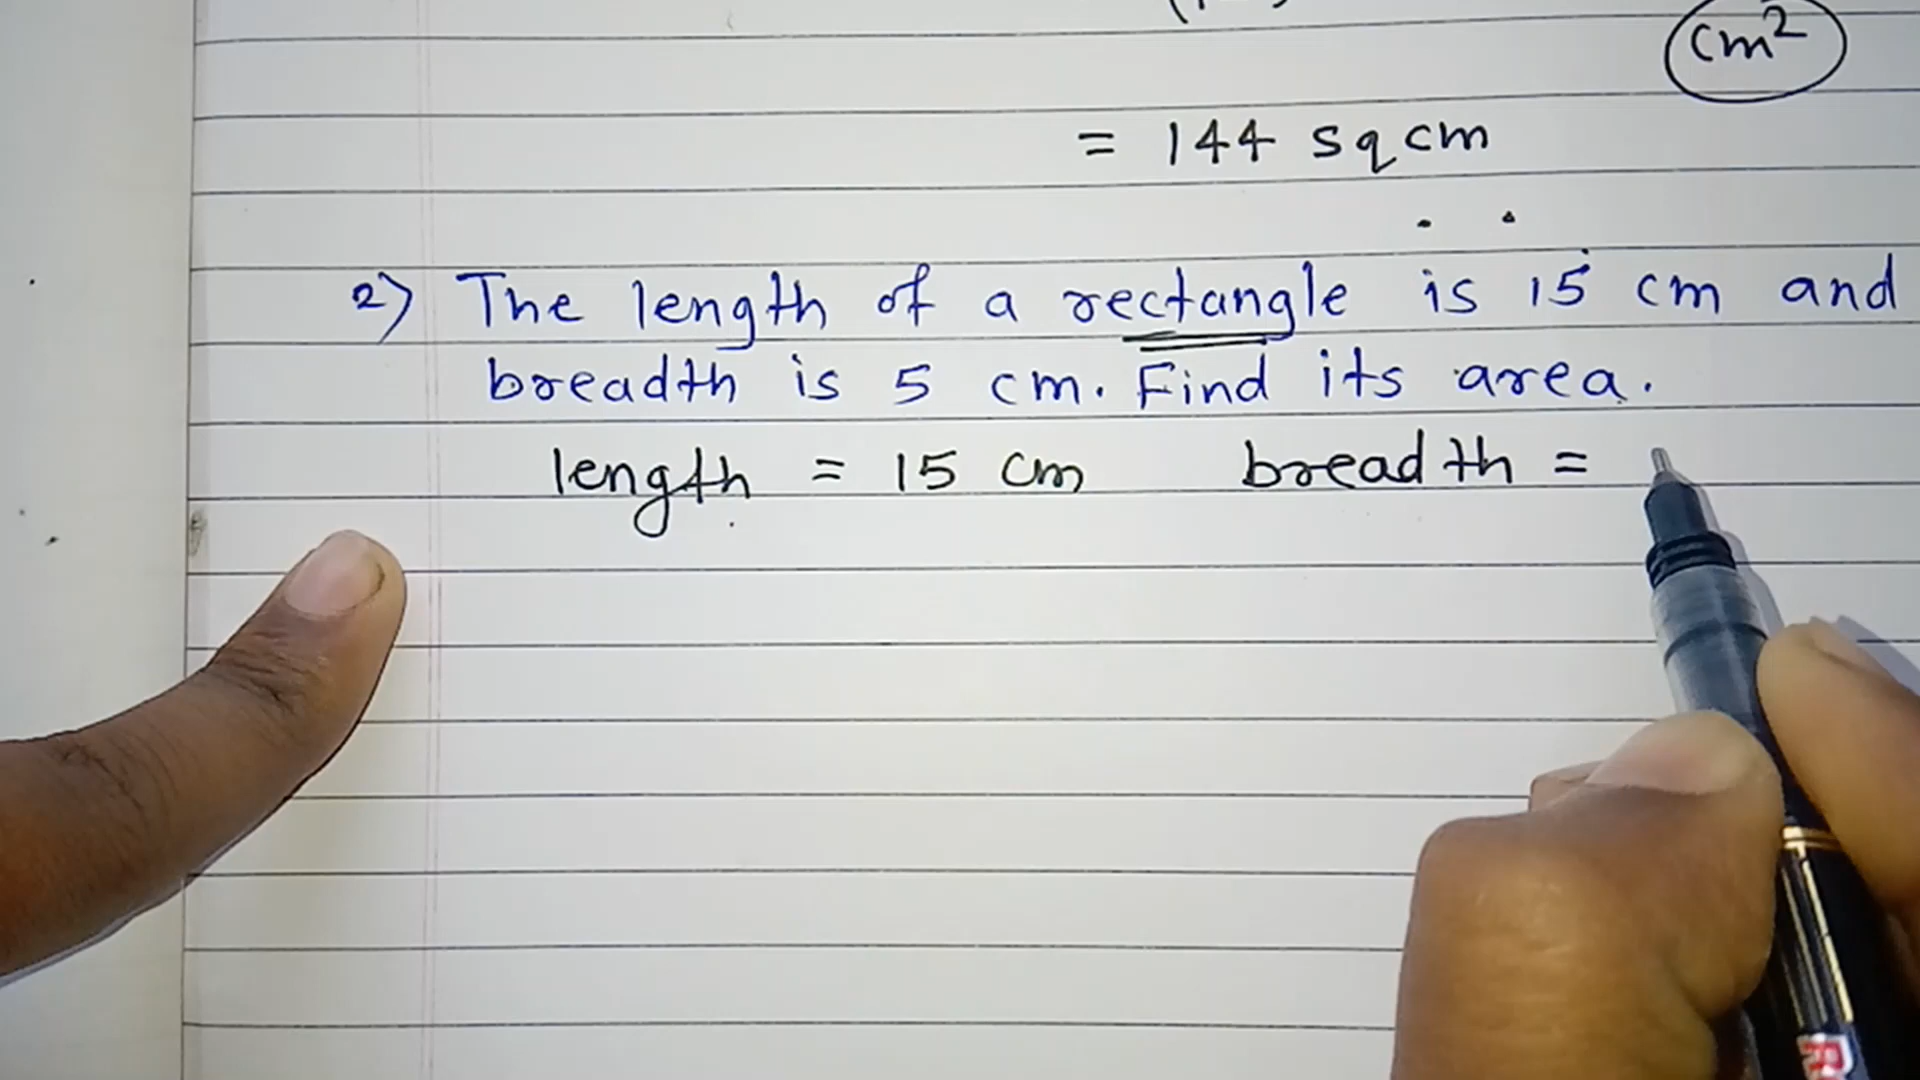 cm²
= 144 sq cm
2) The length of a rectangle is 15 cm and
breadth is 5 cm. Find its area.
length = 15 cm breadth =